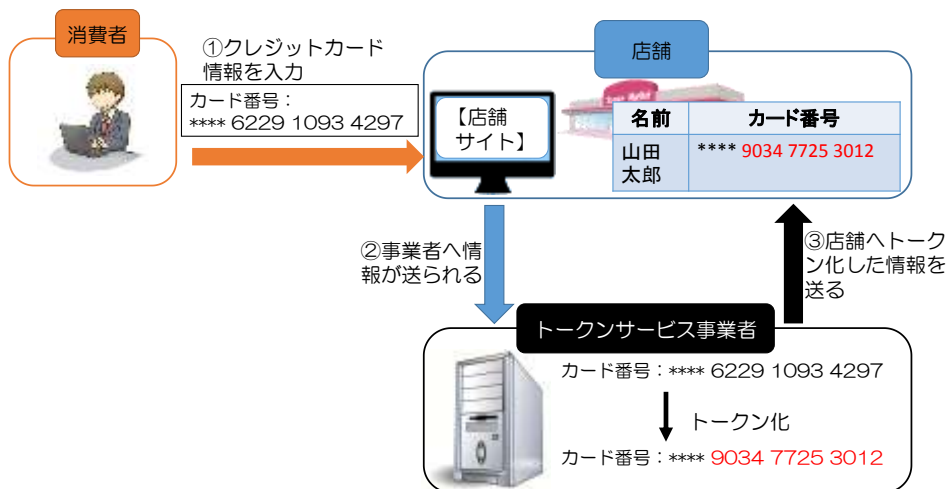 消費者
①クレジットカード
情報を入力
カード番号：
**** 6229 1093 4297
店舗
【店舗
サイト】
名前 カード番号
山田
太郎
**** 9034 7725 3012
②事業者へ情
報が送られる
③店舗へトーク
ン化した情報を
送る
トークンサービス事業者
カード番号：**** 6229 1093 4297
トークン化
カード番号：**** 9034 7725 3012